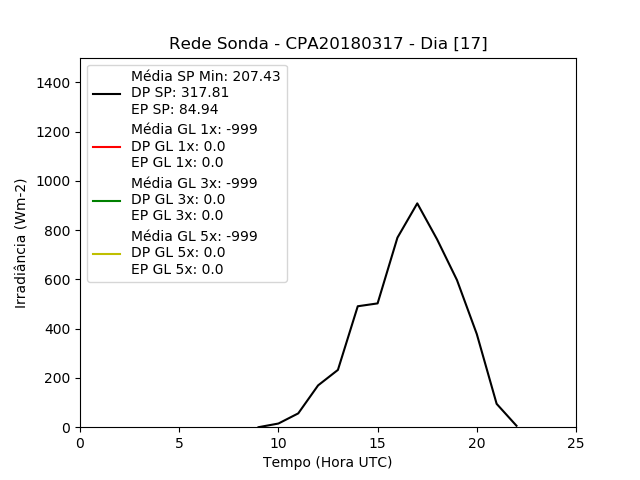 Rede Sonda - CPA20180317 - Dia [17]
Média SP Min: 207.43
DP SP: 317.81
EP SP: 84.94
Média GL 1x: -999
DP GL 1x: 0.0
EP GL 1x: 0.0
Média GL 3x: -999
DP GL 3x: 0.0
EP GL 3x: 0.0
Média GL 5x: -999
DP GL 5x: 0.0
EP GL 5x: 0.0
Irradiância (Wm-2)
1400
1200
1000
800
600
400
200
0
0 5 10 15 20 25
Tempo (Hora UTC)